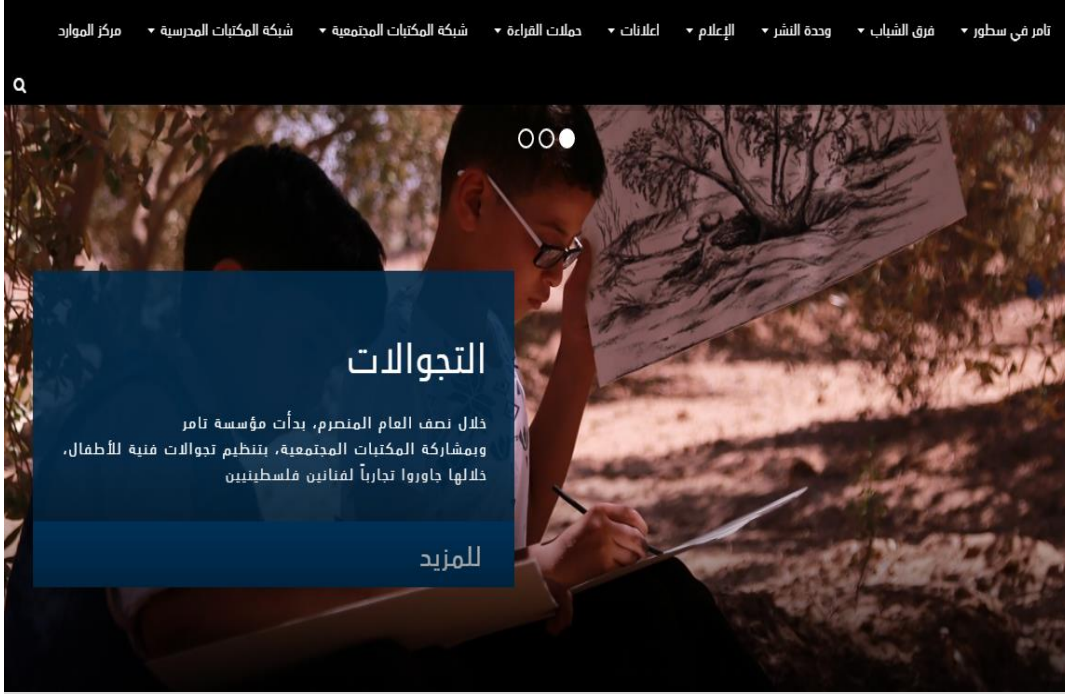 تامر في سطور فرق الشباب وحدة النشر الإعلام اعلانات حملات القراءة شبكة المكتبات المجتمعية شبكة المكتبات المدرسية مركز الموارد
التجوالات
خلال نصف العام المنصرم، بدأت مؤسسة تامر
وبمشاركة المكتبات المجتمعية، بتنظيم تجوالات فنية للأطفال،
خلالها جاوروا تجارباً لفنانين فلسطينيين
للمزيد